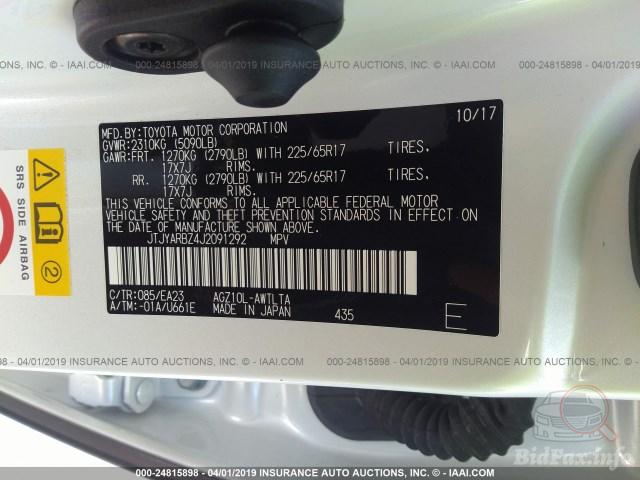 000-24815898 - 04/01/2019 INSURANCE AUTO AUCTIONS, INC. - IAAI.COM
10/17
MFD.BY:TOYOTA MOTOR CORPORATION
GVWR:2310KG (5090LB)
GAWR:FRT. 1270KG (2790LB) WITH 225/65R17 TIRES.
17X7J RIMS.
RR. 1270KG (2790LB) WITH 225/65R17 TIRES.
17X7J RIMS.
THIS VEHICLE CONFORMS TO ALL APPLICABLE FEDERAL MOTOR
VEHICLE SAFETY AND THEFT PREVENTION STANDARDS IN EFFECT ON
THE DATE OF MANUFACTURE SHOWN ABOVE.
JTJYARBZ4J2091292 MPV
C/TR:085/EA23 AGZ10L-AWTLTA
A/TM:-01A/U661E MADE IN JAPAN 435
E
SRS SIDE AIRBAG
2
000-24815898 - 04/01/2019 INSURANCE AUTO AUCTIONS, INC. - IAAI.COM
BidFax.info
000-24815898 - 04/01/2019 INSURANCE AUTO AUCTIONS, INC. - IAAI.COM